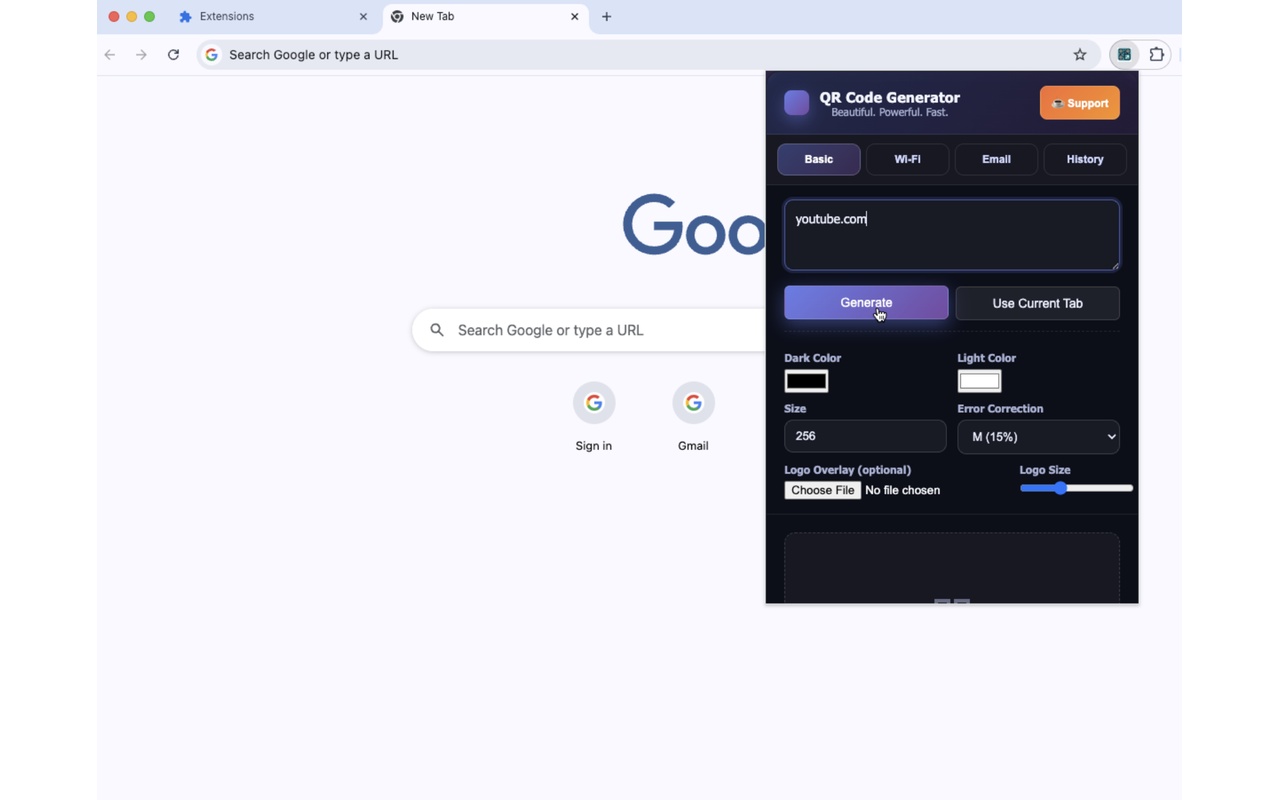 Extensions
New Tab
Search Google or type a URL
QR Code Generator
Beautiful. Powerful. Fast.
Support
Basic
Wi-Fi
Email
History
youtube.com
Generate
Use Current Tab
Dark Color
Light Color
Size
Error Correction
256
M (15%)
Logo Overlay (optional)
Logo Size
Choose File No file chosen
Goo
Search Google or type a URL
Sign in
Gmail